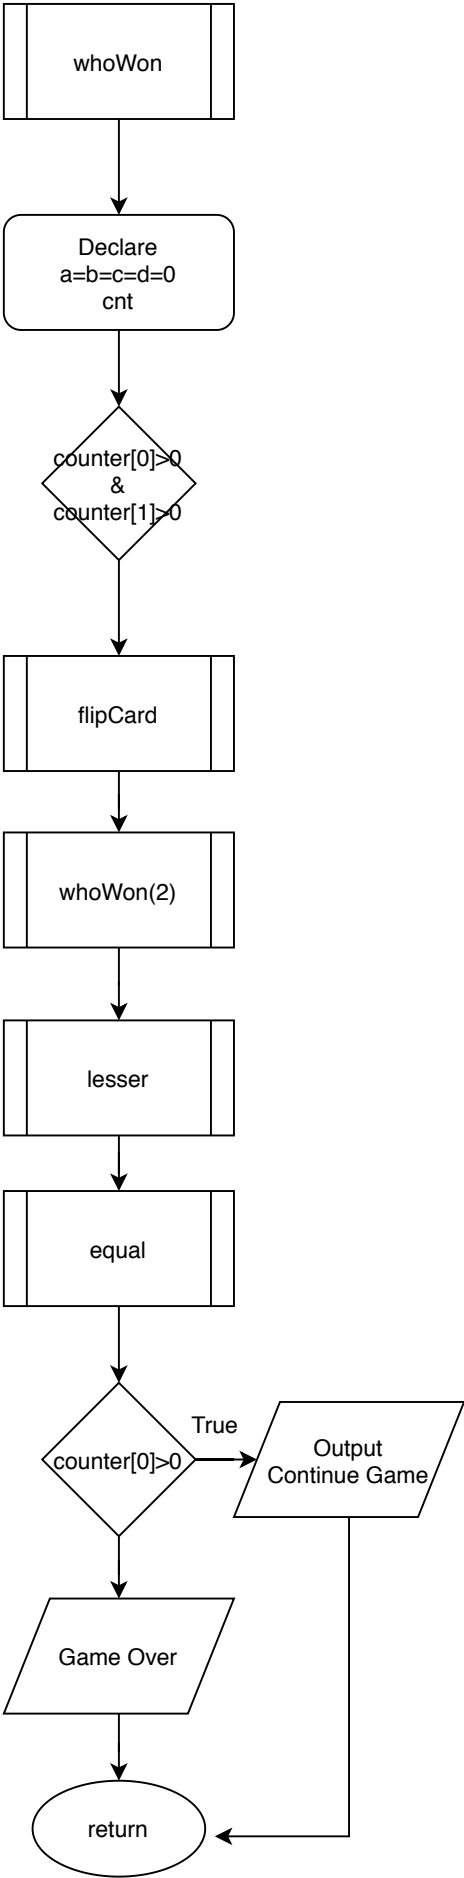 whoWon
Declare
a=b=c=d=0
cnt
counter[0]>0
&
counter[1]>0
flipCard
whoWon(2)
lesser
equal
counter[0]>0
True
Output
Continue Game
Game Over
return